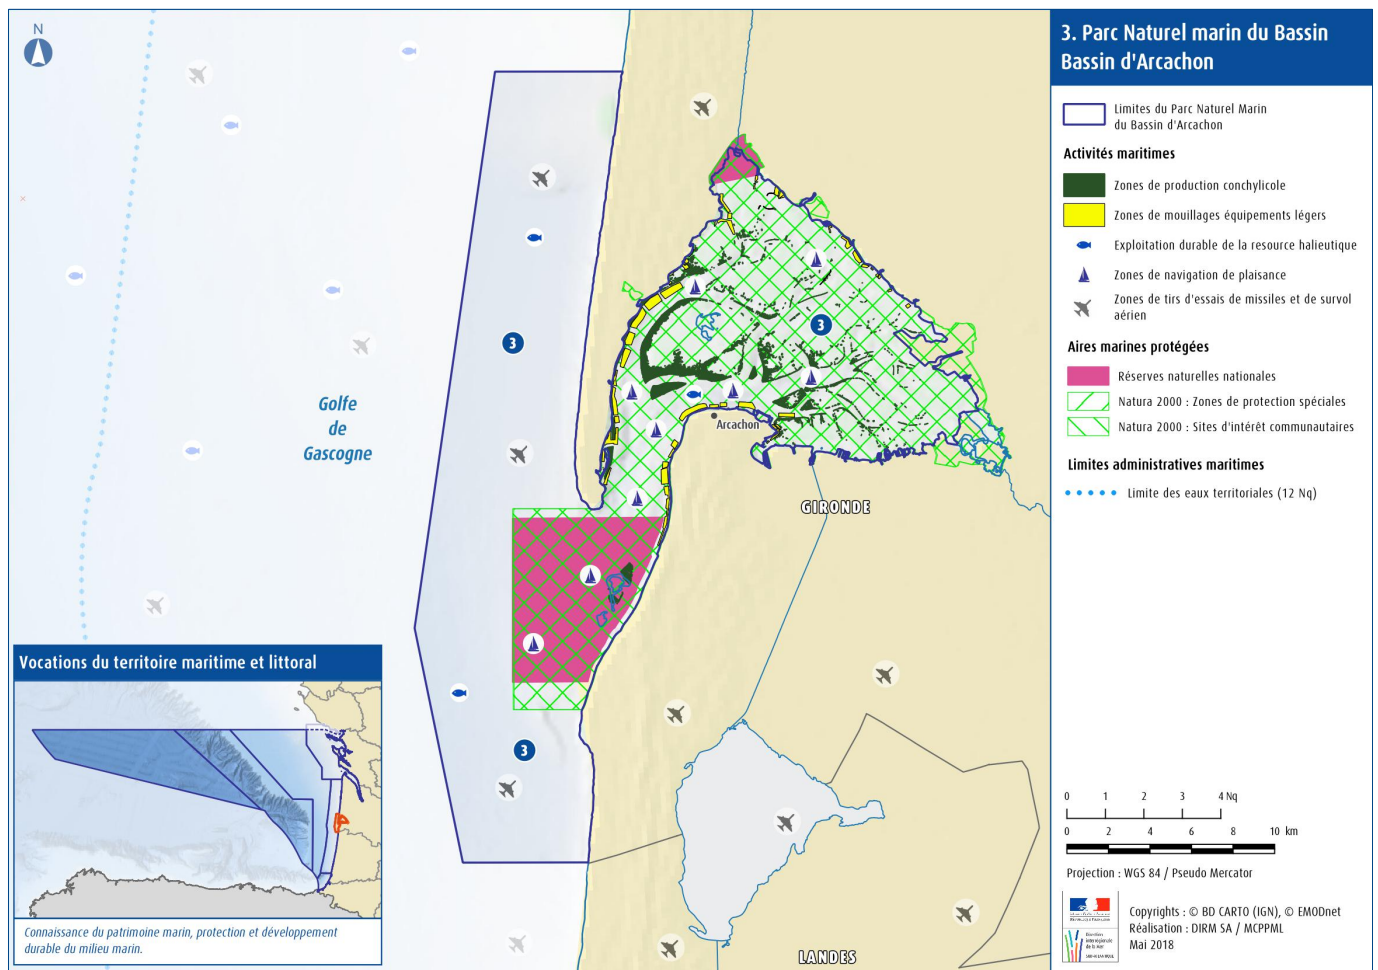 N
3. Parc Naturel marin du Bassin
Bassin d'Arcachon
Limites du Parc Naturel Marin
du Bassin d'Arcachon
Activités maritimes
Zones de production conchylicole
Zones de mouillages équipements légers
Exploitation durable de la resource halieutique
Zones de navigation de plaisance
Zones de tirs d'essais de missiles et de survol
aérien
Aires marines protégées
Réserves naturelles nationales
Natura 2000 : Zones de protection spéciales
Natura 2000 : Sites d'intérêt communautaires
Limites administratives maritimes
Limite des eaux territoriales (12 Nq)
3
3
Golfe
de
Gascogne
Arcachon
GIRONDE
3
LANDES
Vocations du territoire maritime et littoral
Connaissance du patrimoine marin, protection et développement
durable du milieu marin.
0 1 2 3 4 Nq
0 2 4 6 8 10 km
Projection : WGS 84 / Pseudo Mercator
Copyrights : © BD CARTO (IGN), © EMODnet
Réalisation : DIRM SA / MCPPML
Mai 2018
Direction
interrégionale
de la mer